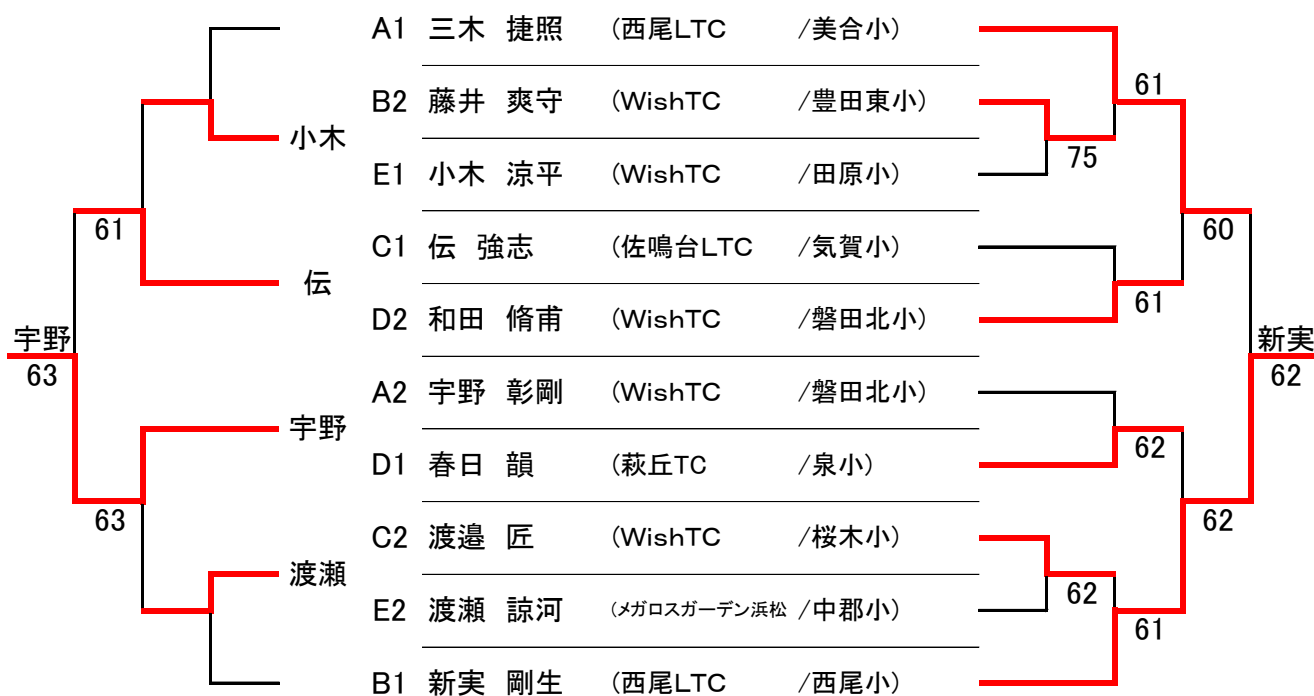 A1 三木 捷照 (西尾LTC /美合小)
61
B2 藤井 爽守 (WishTC /豊田東小)
小木
75
E1 小木 涼平 (WishTC /田原小)
61
60
C1 伝 強志 (佐鳴台LTC /気賀小)
伝
61
D2 和田 脩甫 (WishTC /磐田北小)
宇野
新実
63
62
A2 宇野 彰剛 (WishTC /磐田北小)
宇野
62
D1 春日 韻 (萩丘TC /泉小)
63
62
C2 渡邉 匠 (WishTC /桜木小)
渡瀬
62
E2 渡瀬 諒河 (メガロスガーデン浜松 /中郡小)
61
B1 新実 剛生 (西尾LTC /西尾小)